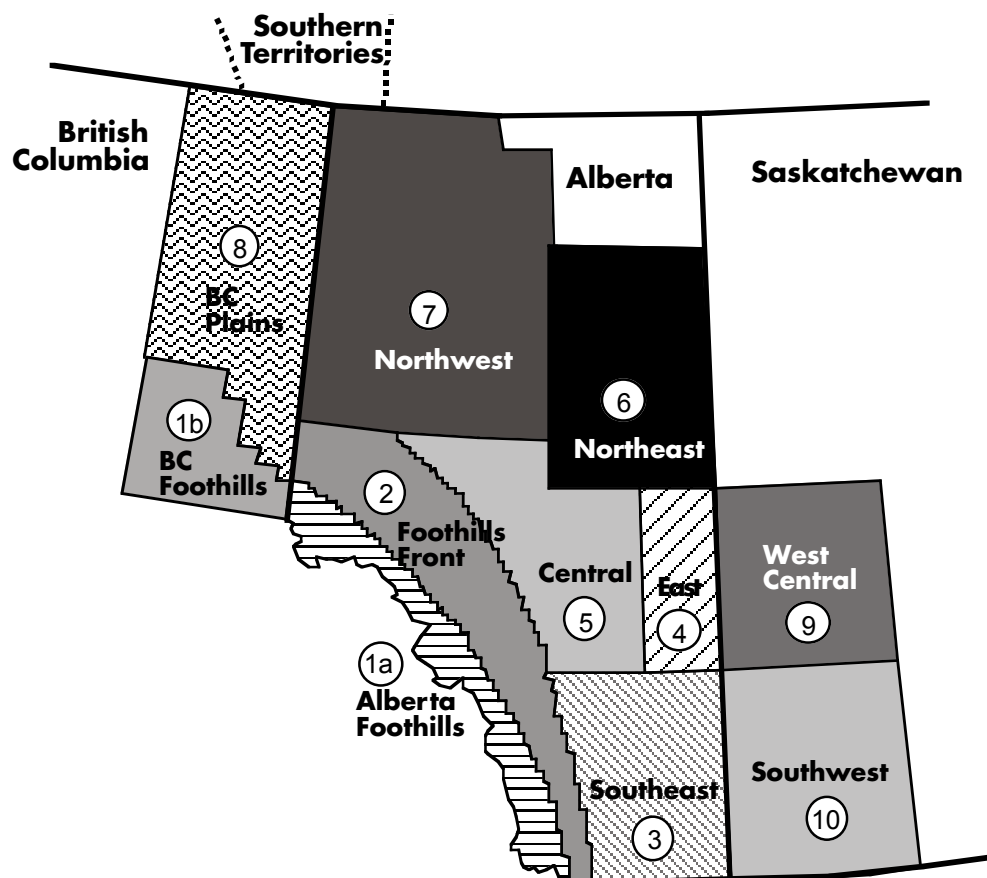 Southern
Territories
British
Columbia
Alberta
Saskatchewan
8
BC
Plains
7
Northwest
6
Northeast
1b
BC
Foothills
2
Foothills
Front
Central
5
East
4
West
Central
9
1a
Alberta
Foothills
Southeast
3
Southwest
10